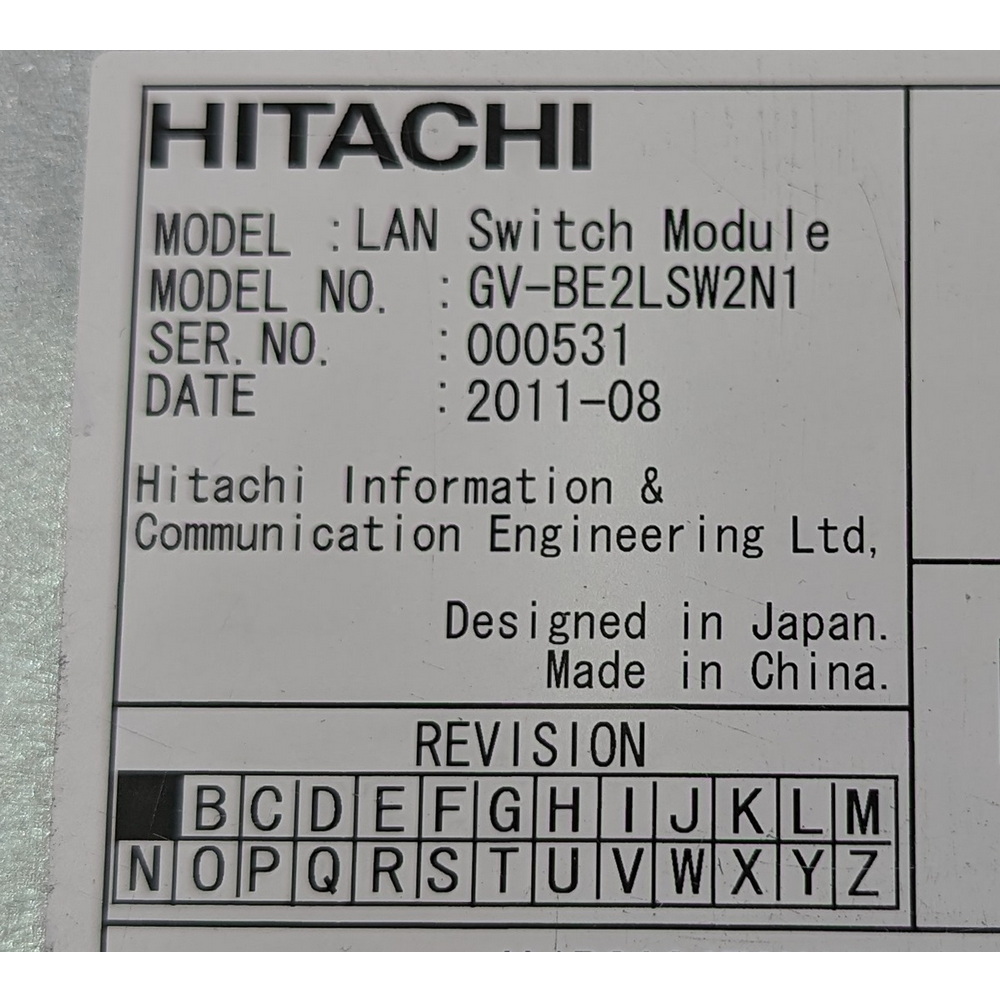 HITACHI
MODEL :LAN Switch Module
MODEL NO. :GV-BE2LSW2N1
SER. NO. :000531
DATE :2011-08
Hitachi Information &
Communication Engineering Ltd,
Designed in Japan.
Made in China.
REVISION
B C D E F G H I J K L M
N O P Q R S T U V W X Y Z